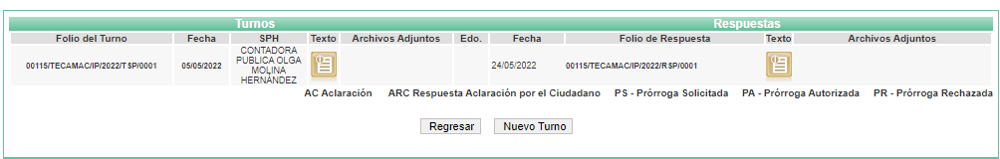 Turnos Respuestas
Folio del Turno Fecha SPH Texto Archivos Adjuntos Edo. Fecha Folio de Respuesta Texto Archivos Adjuntos
00115/TECAMAC/IP/2022/TSP/0001 05/05/2022 CONTADORA PUBLICA OLGA MOLINA HERNÁNDEZ 24/05/2022 00115/TECAMAC/IP/2022/RSP/0001
AC Aclaración ARC Respuesta Aclaración por el Ciudadano PS - Prórroga Solicitada PA - Prórroga Autorizada PR - Prórroga Rechazada
Regresar Nuevo Turno